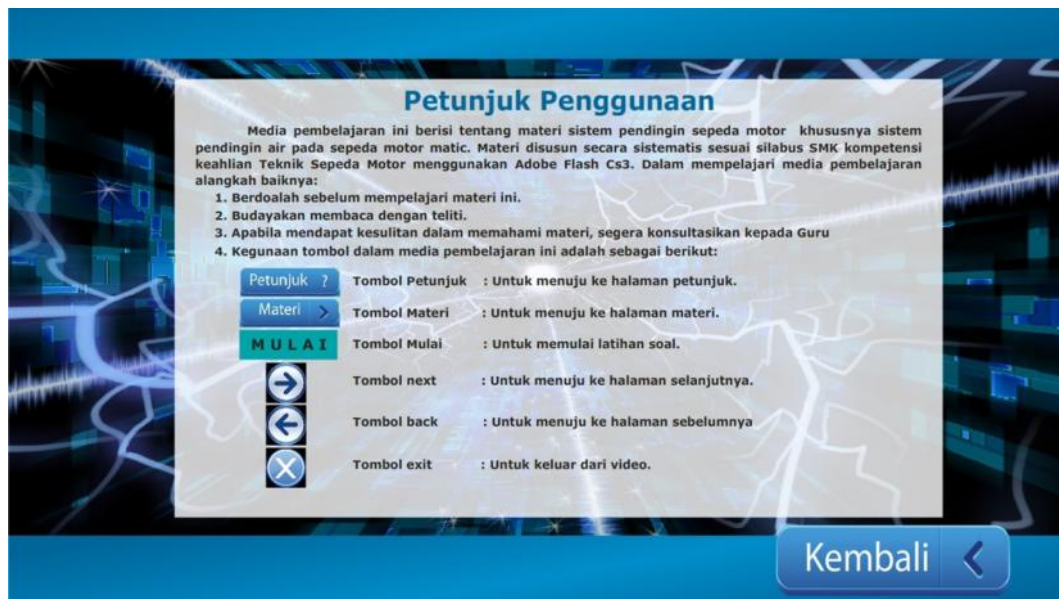 Petunjuk Penggunaan
Media pembelajaran ini berisi tentang materi sistem pendingin sepeda motor khususnya sistem
pendingin air pada sepeda motor matic. Materi disusun secara sistematis sesuai silabus SMK kompetensi
keahlian Teknik Sepeda Motor menggunakan Adobe Flash Cs3. Dalam mempelajari media pembelajaran
alangkah baiknya:
1. Berdoalah sebelum mempelajari materi ini.
2. Budayakan membaca dengan teliti.
3. Apabila mendapat kesulitan dalam memahami materi, segera konsultasikan kepada Guru
4. Kegunaan tombol dalam media pembelajaran ini adalah sebagai berikut:
Petunjuk ? Tombol Petunjuk : Untuk menuju ke halaman petunjuk.
Materi > Tombol Materi : Untuk menuju ke halaman materi.
MULAI Tombol Mulai : Untuk memulai latihan soal.
Tombol next : Untuk menuju ke halaman selanjutnya.
Tombol back : Untuk menuju ke halaman sebelumnya
Tombol exit : Untuk keluar dari video.
Kembali